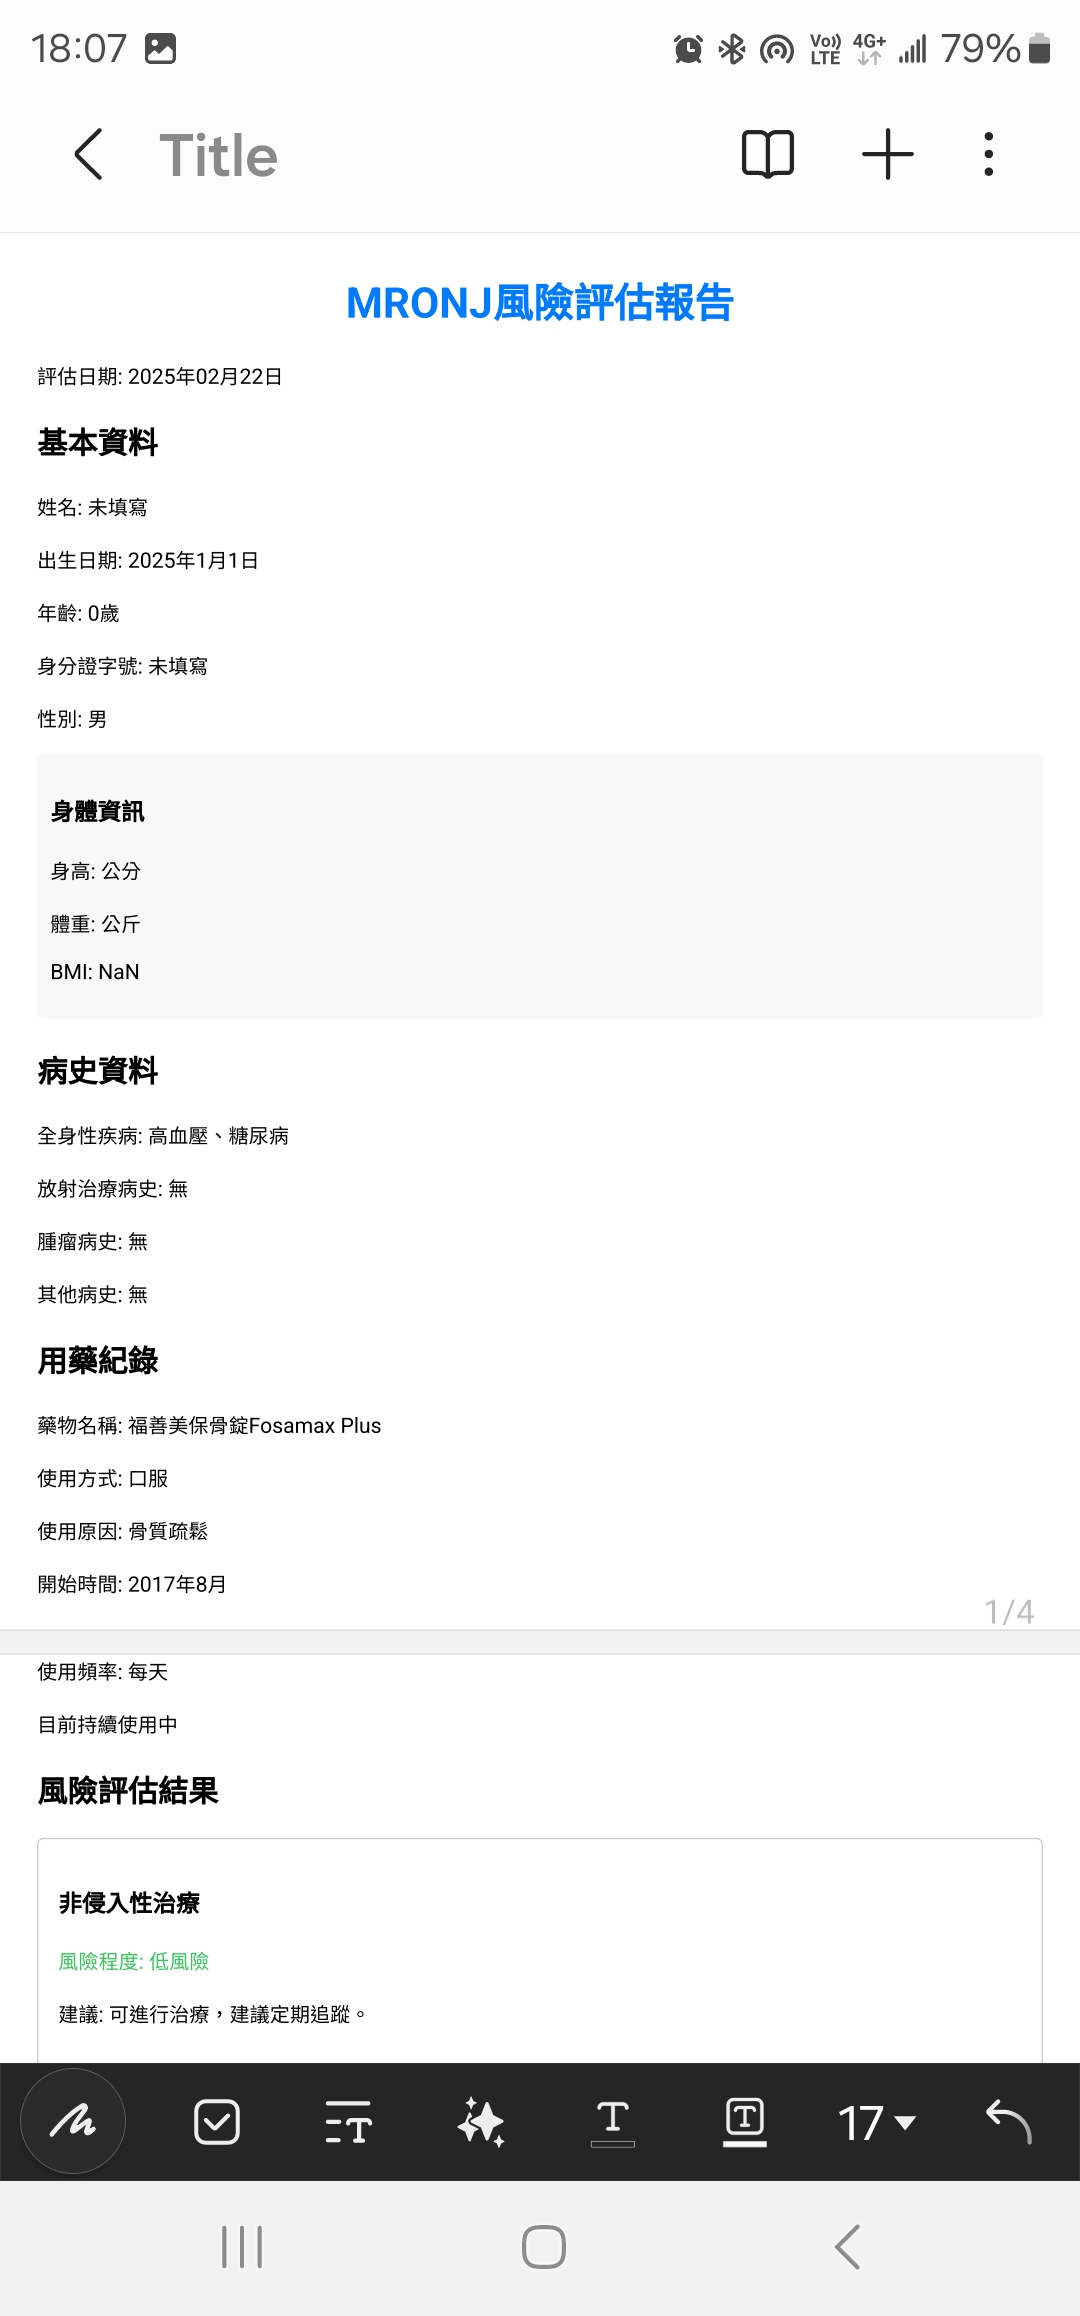 18:07
Vo)) LTE 4G+ 79%
Title
MRONJ風險評估報告
評估日期: 2025年02月22日
基本資料
姓名: 未填寫
出生日期: 2025年1月1日
年齡: 0歲
身分證字號: 未填寫
性別: 男
身體資訊
身高: 公分
體重: 公斤
BMI: NaN
病史資料
全身性疾病: 高血壓、糖尿病
放射治療病史: 無
腫瘤病史: 無
其他病史: 無
用藥紀錄
藥物名稱: 福善美保骨錠Fosamax Plus
使用方式: 口服
使用原因: 骨質疏鬆
開始時間: 2017年8月
1/4
使用頻率: 每天
目前持續使用中
風險評估結果
非侵入性治療
風險程度: 低風險
建議: 可進行治療，建議定期追蹤。
17